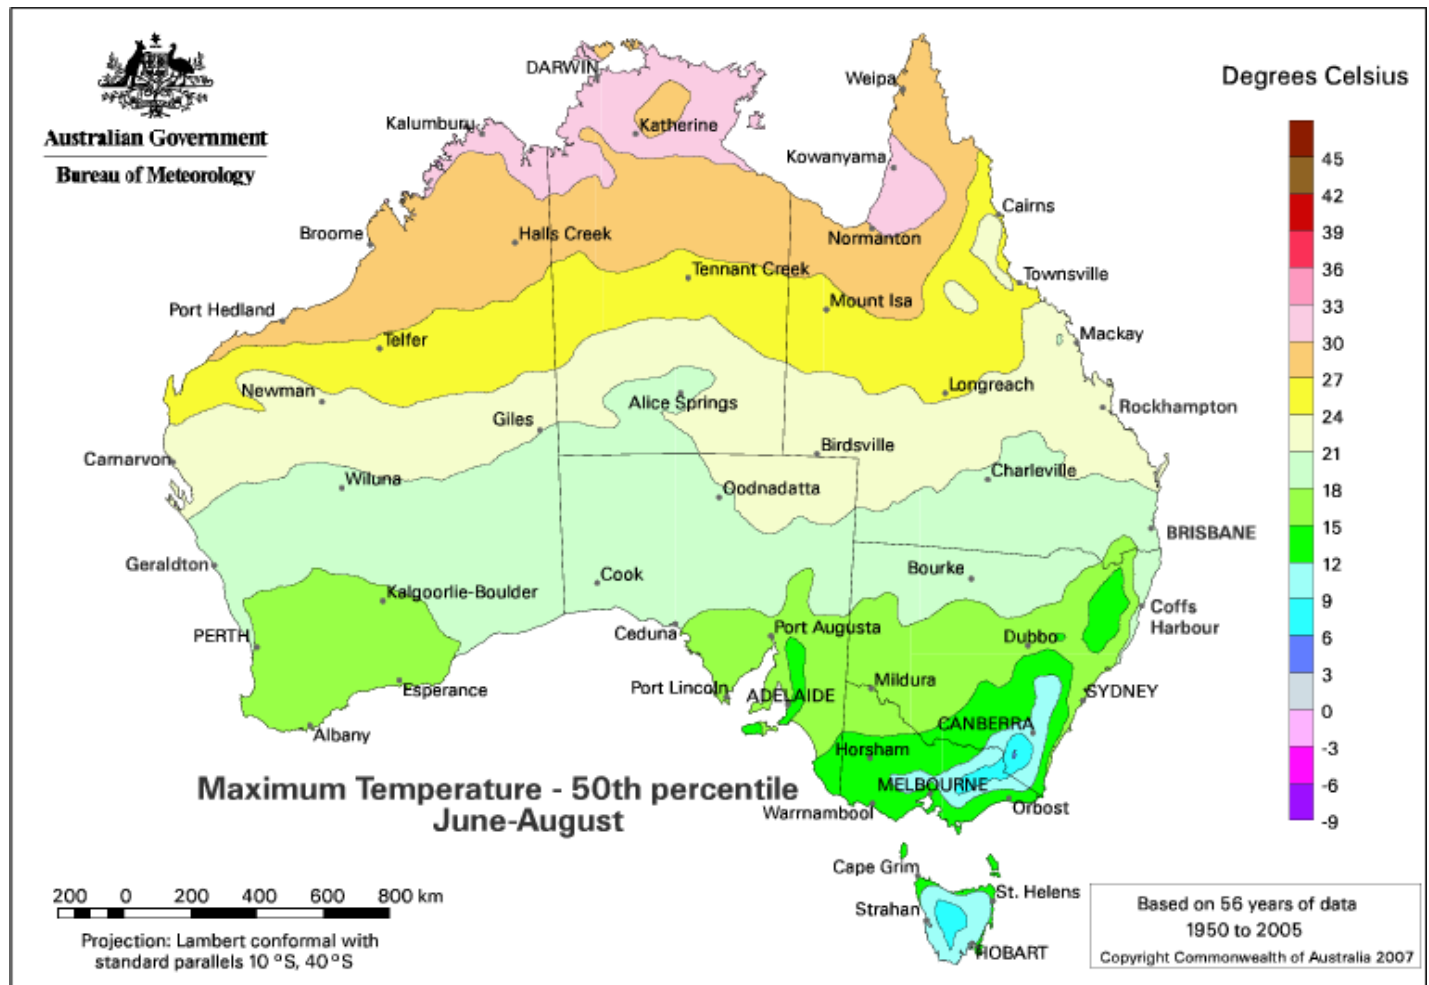 Australian Government
Bureau of Meteorology
Degrees Celsius
45
42
39
36
33
30
27
24
21
18
15
12
9
6
3
0
-3
-6
-9
DARWIN
Weipa
Kalumburu
Katherine
Kowanyama
Cairns
Broome
Halls Creek
Normanton
Tennant Creek
Townsville
Mount Isa
Port Hedland
Telfer
Mackay
Newman
Longreach
Alice Springs
Rockhampton
Giles
Birdsville
Carnarvon
Charleville
Wiluna
Oodnadatta
BRISBANE
Geraldton
Cook
Bourke
Kalgoorlie-Boulder
Coffs
Harbour
PERTH
Ceduna
Port Augusta
Dubbo
Esperance
Port Lincoln
ADELAIDE
Mildura
SYDNEY
Albany
CANBERRA
Horsham
6
MELBOURNE
Warrnambool
Orbost
Maximum Temperature - 50th percentile
June-August
Cape Grim
St. Helens
Strahan
HOBART
200 0 200 400 600 800 km
Projection: Lambert conformal with
standard parallels 10 °S, 40 °S
Based on 56 years of data
1950 to 2005
Copyright Commonwealth of Australia 2007